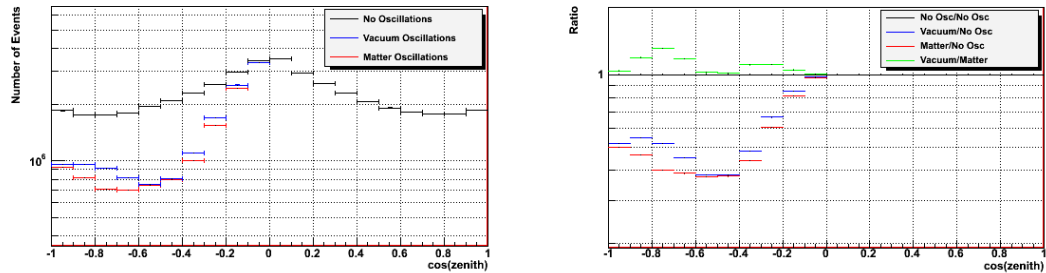 Number of Events
No Oscillations
Vacuum Oscillations
Matter Oscillations
10^6
-1 -0.8 -0.6 -0.4 -0.2 0 0.2 0.4 0.6 0.8 1
cos(zenith)
Ratio
No Osc/No Osc
Vacuum/No Osc
Matter/No Osc
Vacuum/Matter
1
-1 -0.8 -0.6 -0.4 -0.2 0 0.2 0.4 0.6 0.8 1
cos(zenith)